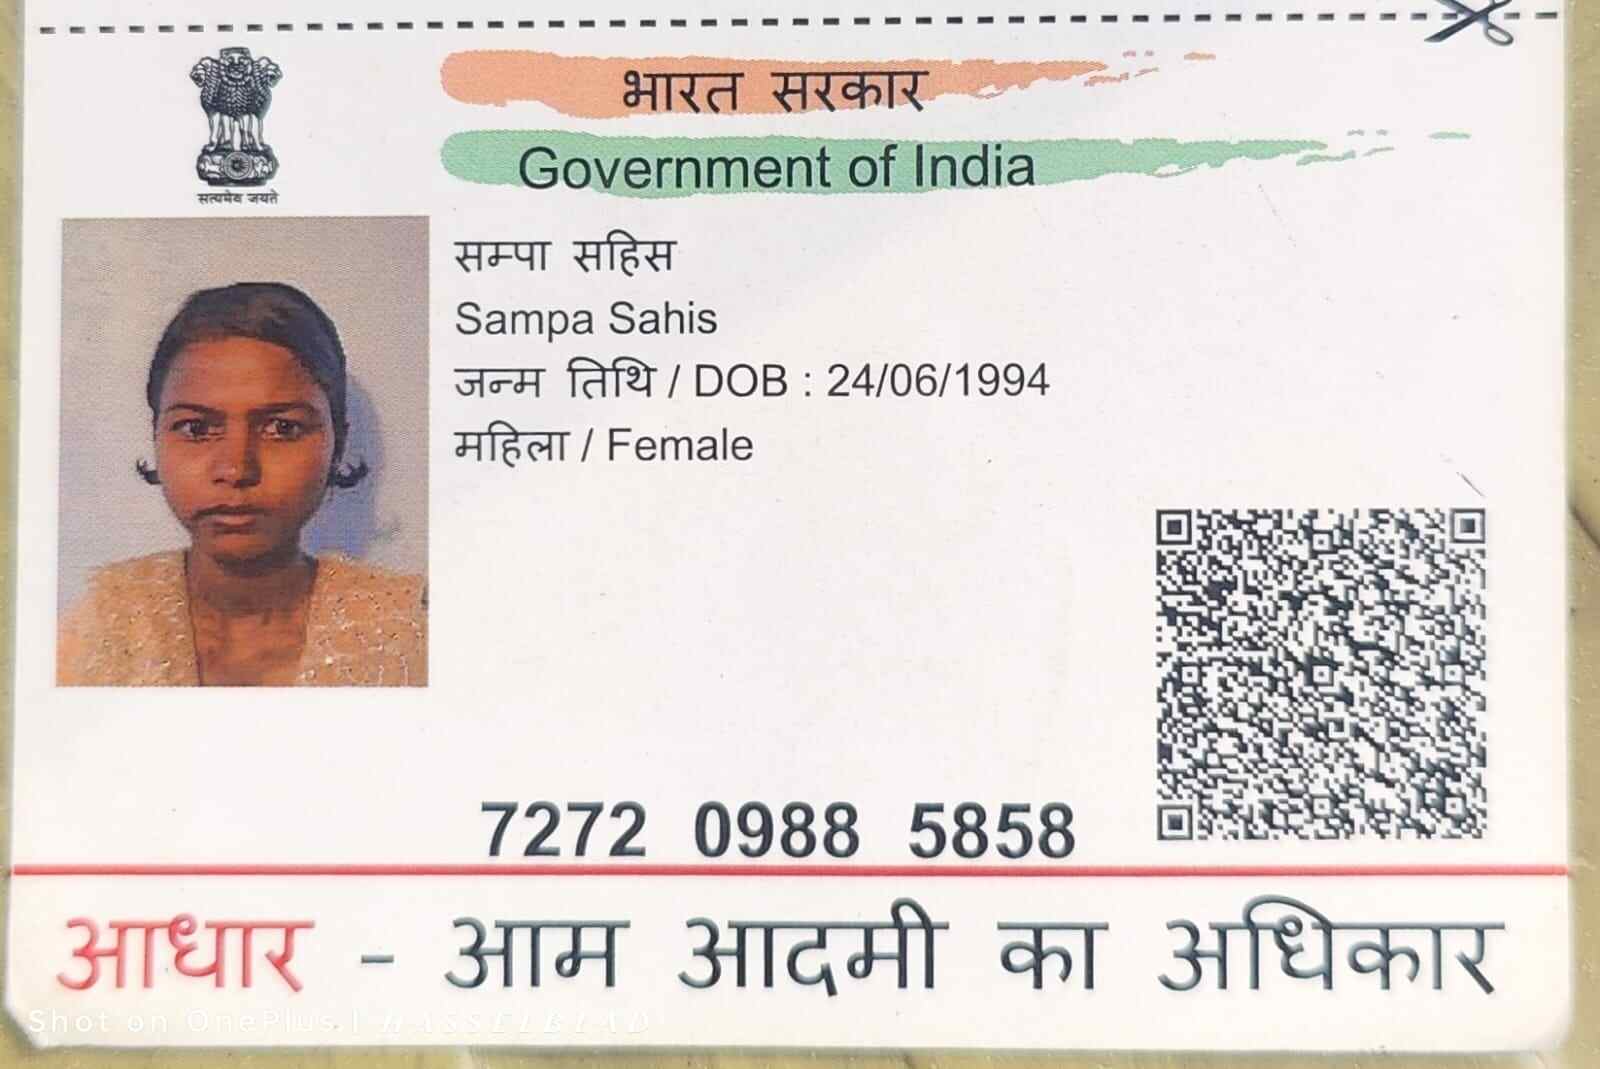 सत्यमेव जयते
भारत सरकार
Government of India
सम्पा सहिस
Sampa Sahis
जन्म तिथि / DOB : 24/06/1994
महिला / Female
7272 0988 5858
आधार - आम आदमी का अधिकार
Shot on OnePlus | HASSELBLAD